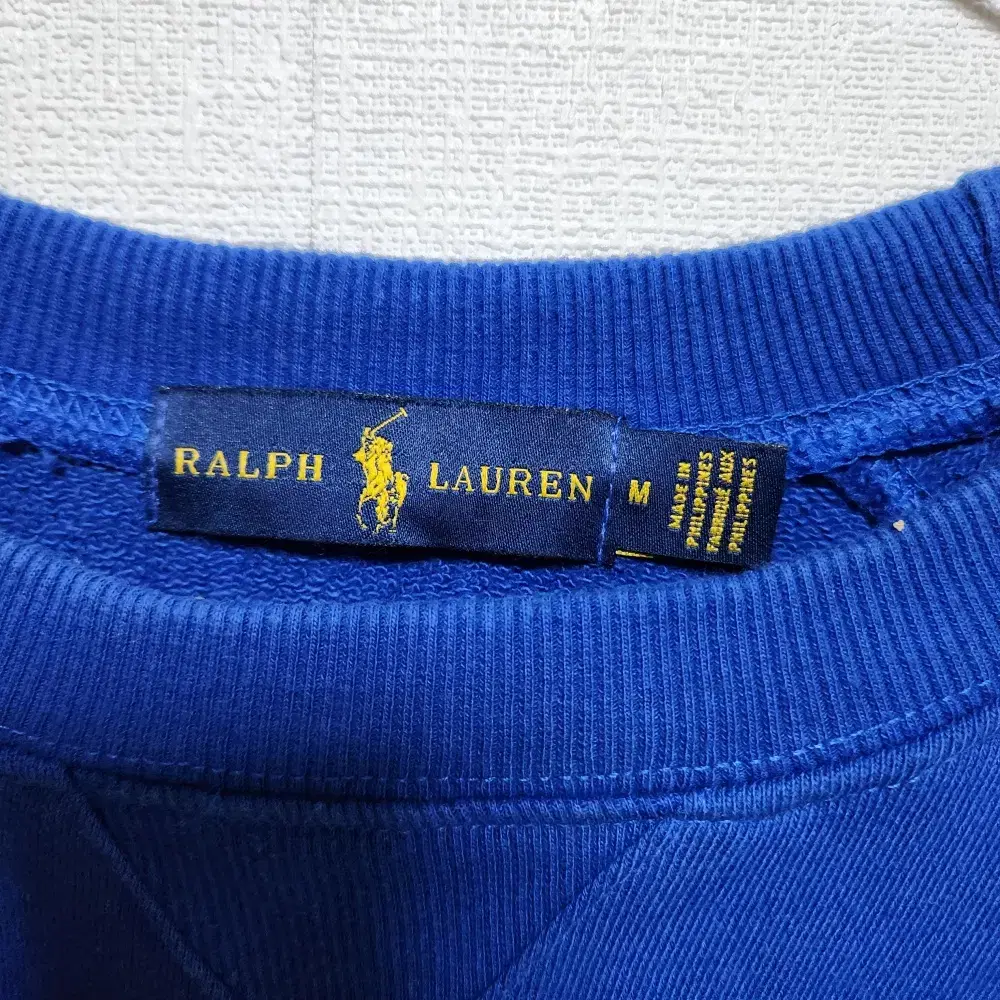 RALPH LAUREN
M
MADE IN
PHILIPPINES
FABRIQUÉ AUX
PHILIPPINES